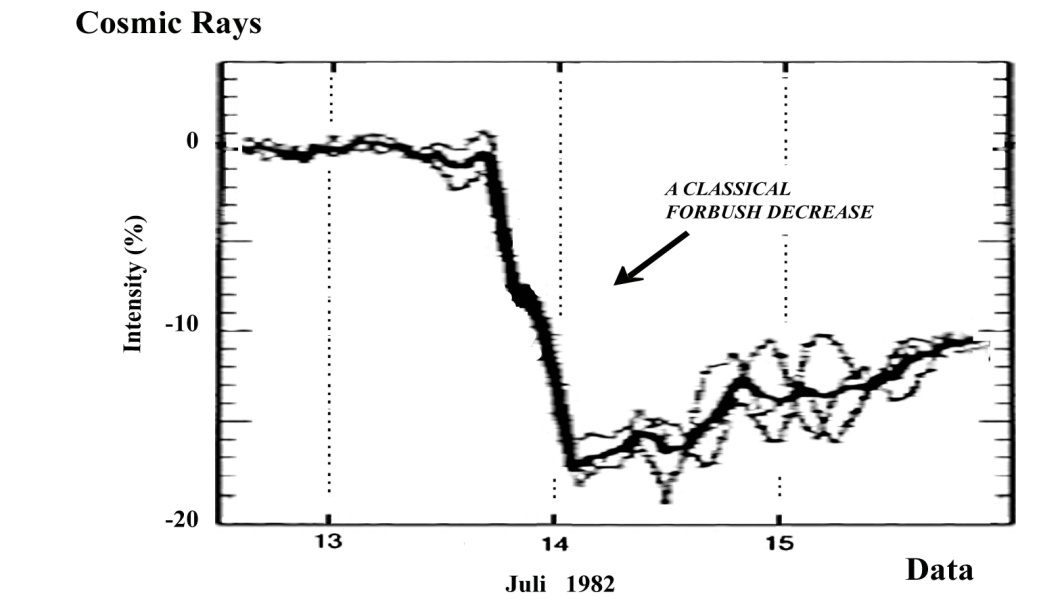 Cosmic Rays
0
A CLASSICAL
FORBUSH DECREASE
Intensity (%)
-10
-20
13 14 15
Data
Juli 1982